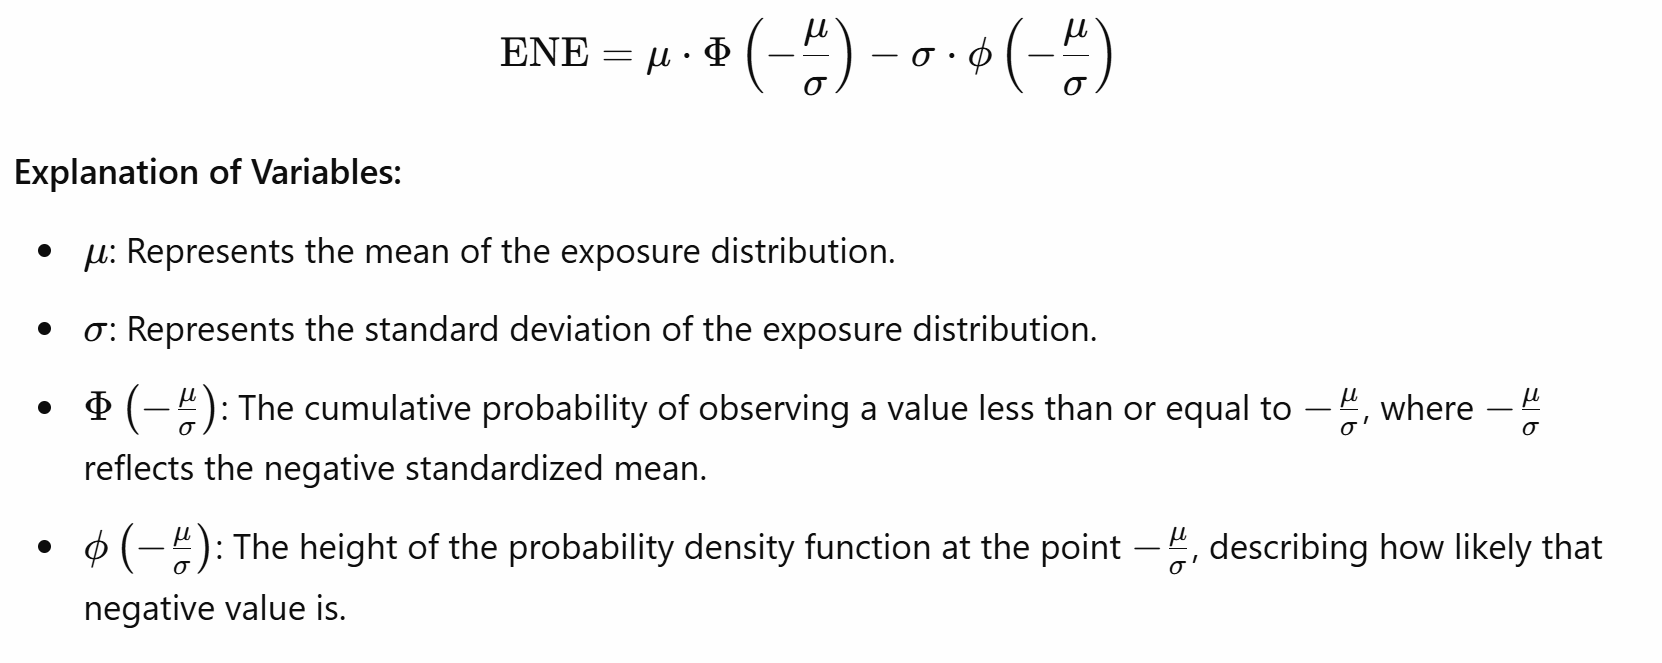 ENE = μ · Φ (−μ/σ) − σ · ϕ (−μ/σ)
Explanation of Variables:
• μ: Represents the mean of the exposure distribution.
• σ: Represents the standard deviation of the exposure distribution.
• Φ (−μ/σ): The cumulative probability of observing a value less than or equal to −μ/σ, where −μ/σ
reflects the negative standardized mean.
• ϕ (−μ/σ): The height of the probability density function at the point −μ/σ, describing how likely that
negative value is.